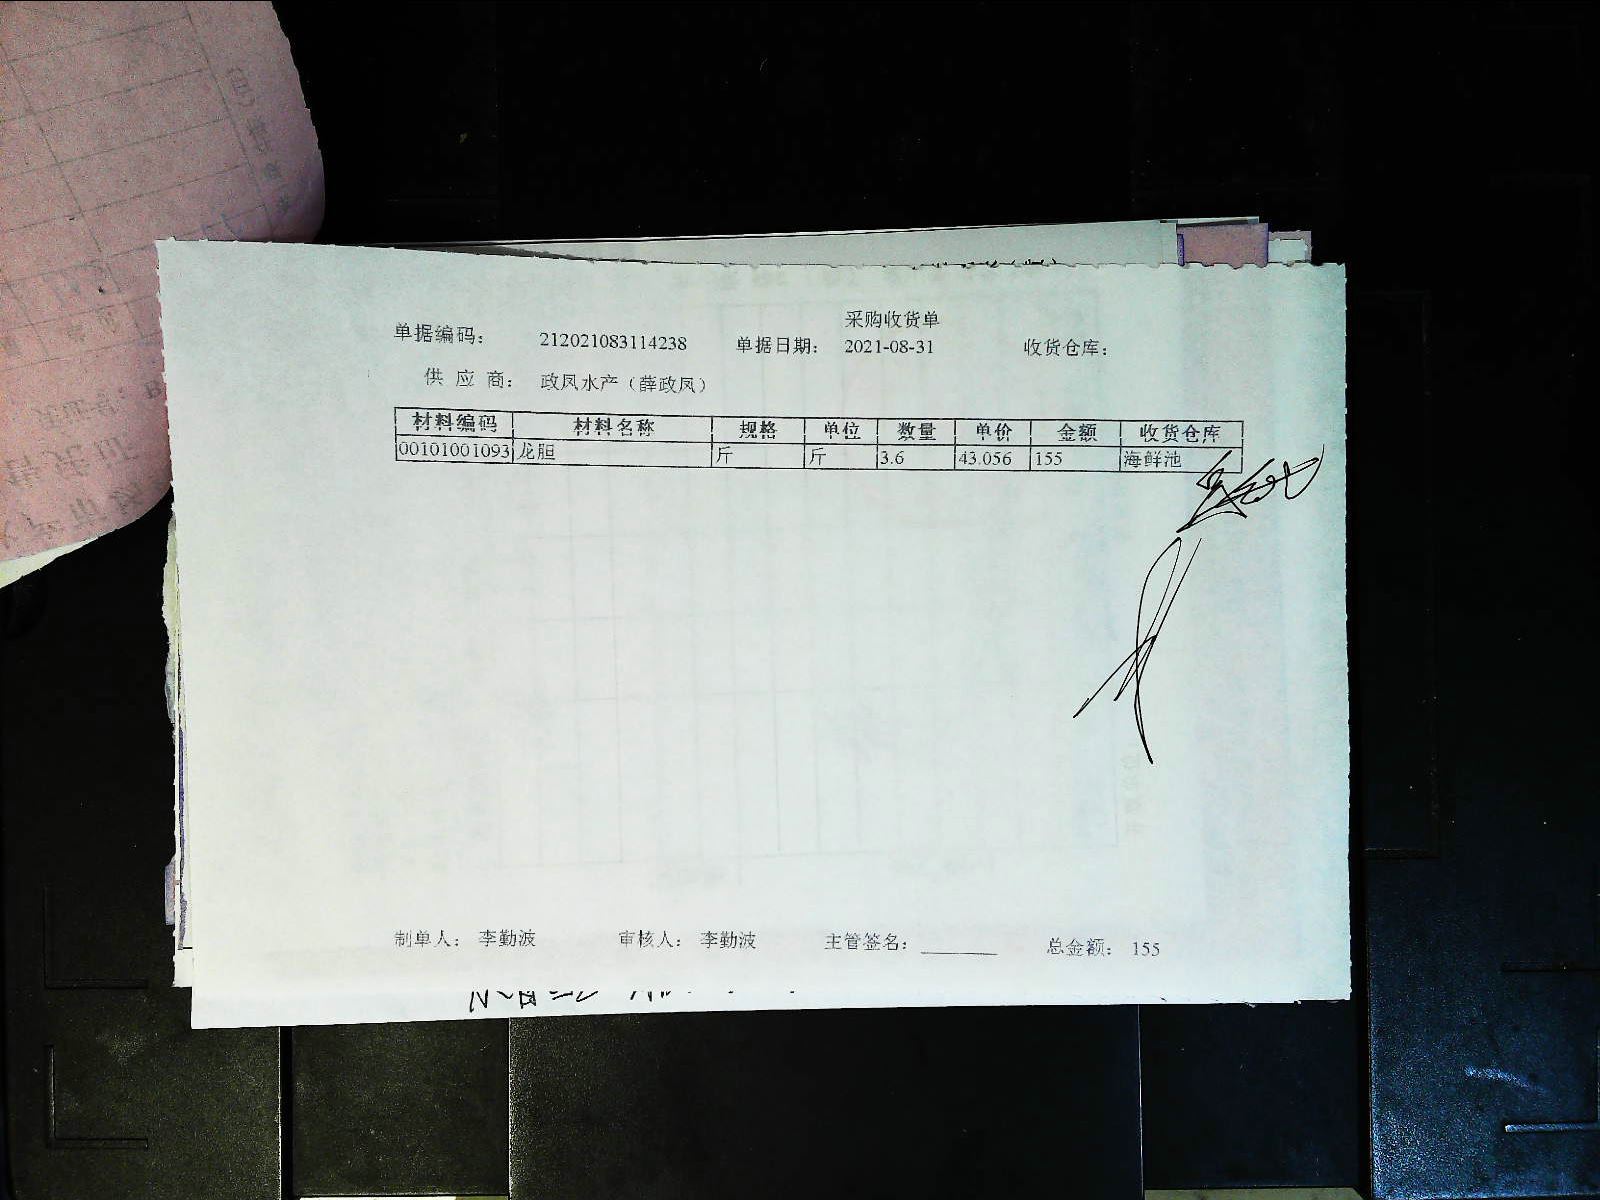 采购收货单
单据编码： 212021083114238 单据日期： 2021-08-31 收货仓库：
供 应 商： 政凤水产（薛政凤）
材料编码 材料名称 规格 单位 数量 单价 金额 收货仓库
00101001093 龙胆 斤 斤 3.6 43.056 155 海鲜池
制单人： 李勤波 审核人： 李勤波 主管签名： 总金额： 155